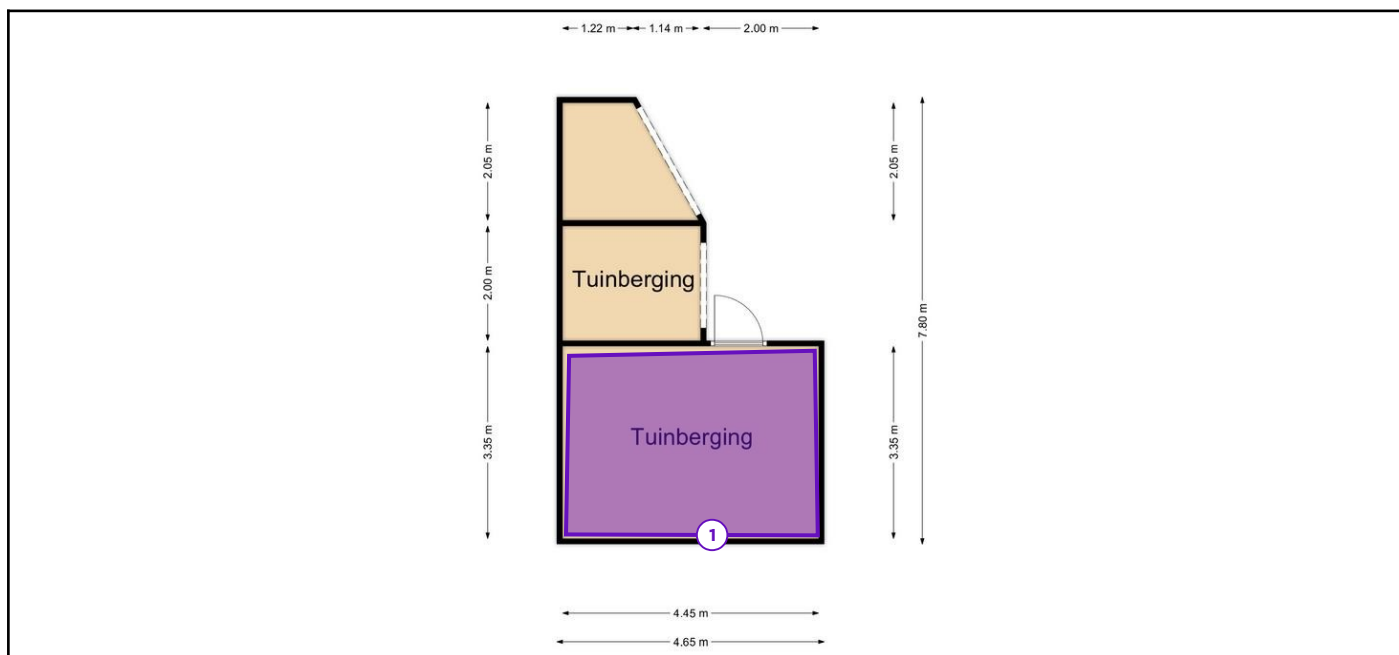 1.22 m 1.14 m 2.00 m
2.05 m
2.05 m
2.00 m
Tuinberging
7.80 m
3.35 m
Tuinberging
3.35 m
1
4.45 m
4.65 m